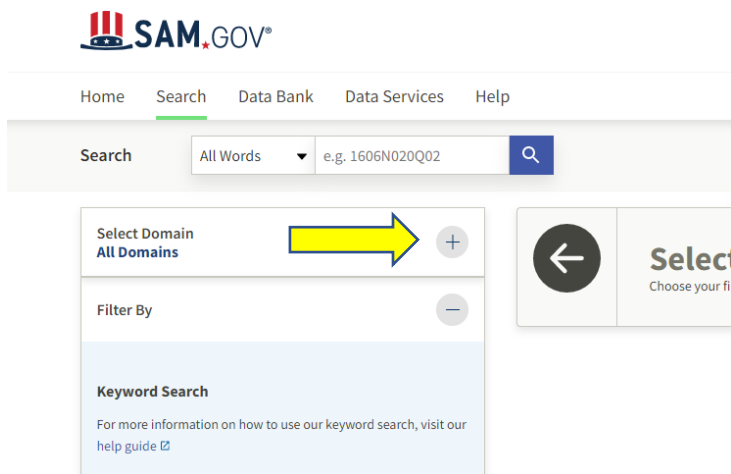 SAM.GOV®
Home Search Data Bank Data Services Help
Search All Words e.g. 1606N020Q02
Select Domain
All Domains
Filter By
Keyword Search
For more information on how to use our keyword search, visit our
help guide
Select
Choose your fi